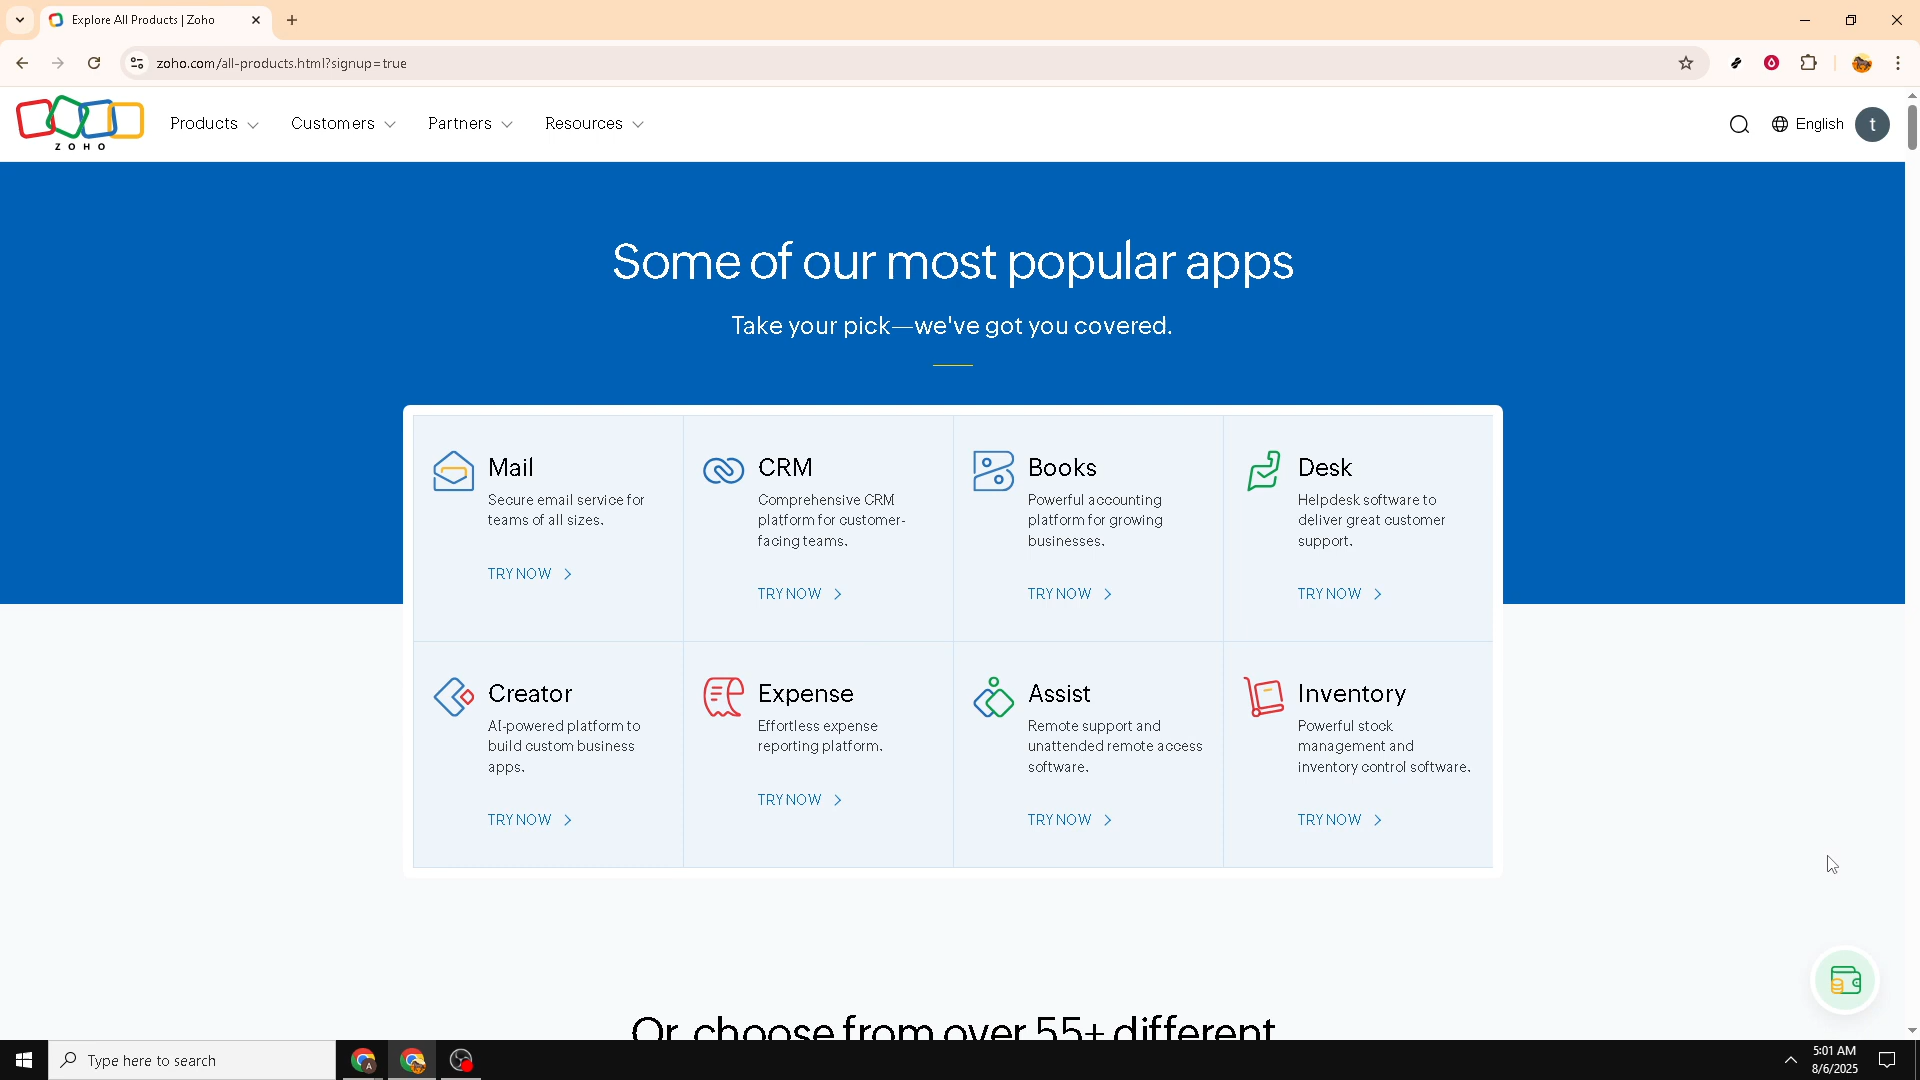 Explore All Products | Zoho
zoho.com/all-products.html?signup=true
ZOHO
Products
Customers
Partners
Resources
English
t
Some of our most popular apps
Take your pick—we've got you covered.
Mail
Secure email service for
teams of all sizes.
TRY NOW
CRM
Comprehensive CRM
platform for customer-
facing teams.
TRY NOW
Books
Powerful accounting
platform for growing
businesses.
TRY NOW
Desk
Helpdesk software to
deliver great customer
support.
TRY NOW
Creator
AI-powered platform to
build custom business
apps.
TRY NOW
Expense
Effortless expense
reporting platform.
TRY NOW
Assist
Remote support and
unattended remote access
software.
TRY NOW
Inventory
Powerful stock
management and
inventory control software.
TRY NOW
Or, choose from over 55+ different
Type here to search
A
5:01 AM
8/6/2025